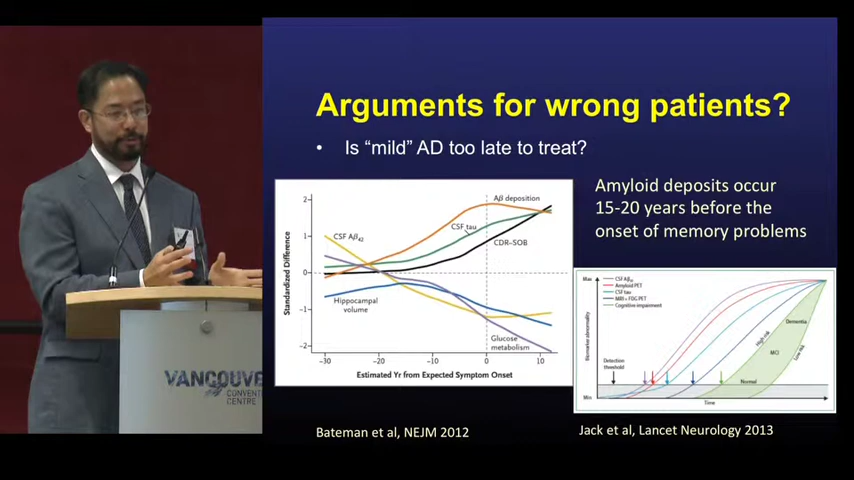 Arguments for wrong patients?
• Is “mild” AD too late to treat?
Amyloid deposits occur
15-20 years before the
onset of memory problems
Standardized Difference
2
1
0
−1
−2
Aβ deposition
CSF Aβ42
CSF tau
CDR–SOB
Hippocampal
volume
Glucose
metabolism
−30
−20
−10
0
10
Estimated Yr from Expected Symptom Onset
Bateman et al, NEJM 2012
Max
Biomarker abnormality
Min
CSF Aβ42
Amyloid PET
CSF tau
MRI + FDG PET
Cognitive impairment
Detection
threshold
High risk
Low risk
Dementia
MCI
Normal
Time
Jack et al, Lancet Neurology 2013
VANCOUVE
CONVENT
CENTRE